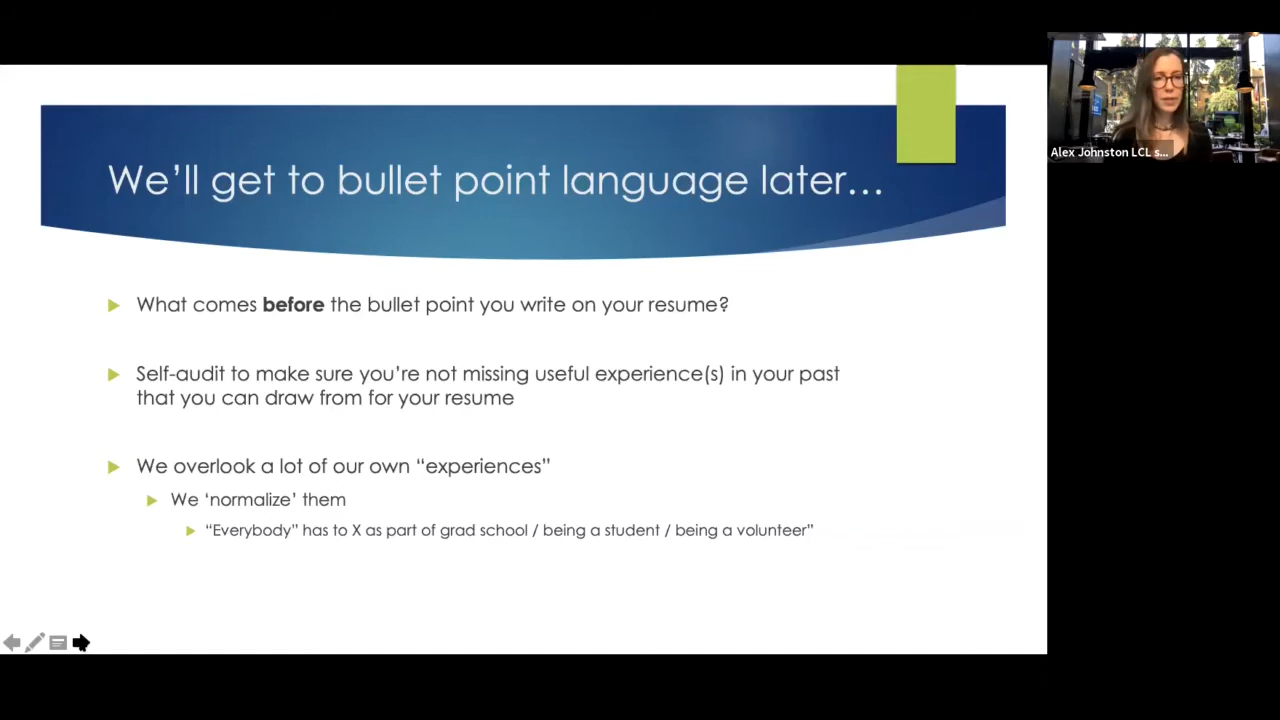 We’ll get to bullet point language later…
Alex Johnston LCL s...
What comes before the bullet point you write on your resume?
Self-audit to make sure you’re not missing useful experience(s) in your past
that you can draw from for your resume
We overlook a lot of our own “experiences”
We ‘normalize’ them
“Everybody” has to X as part of grad school / being a student / being a volunteer”